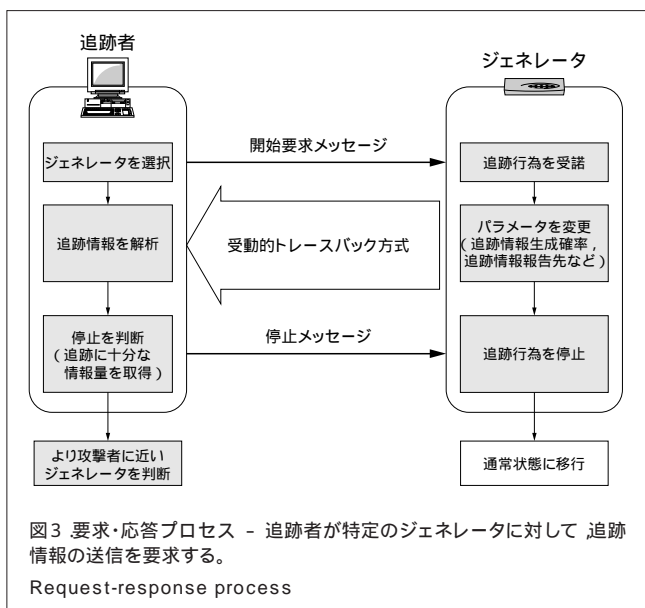 追跡者
ジェネレータ
ジェネレータを選択
開始要求メッセージ
追跡行為を受諾
追跡情報を解析
受動的トレースバック方式
パラメータを変更
(追跡情報生成確率,
追跡情報報告先など)
停止を判断
(追跡に十分な
情報量を取得)
停止メッセージ
追跡行為を停止
より攻撃者に近い
ジェネレータを判断
通常状態に移行
図3.要求・応答プロセス – 追跡者が特定のジェネレータに対して,追跡
情報の送信を要求する。
Request-response process